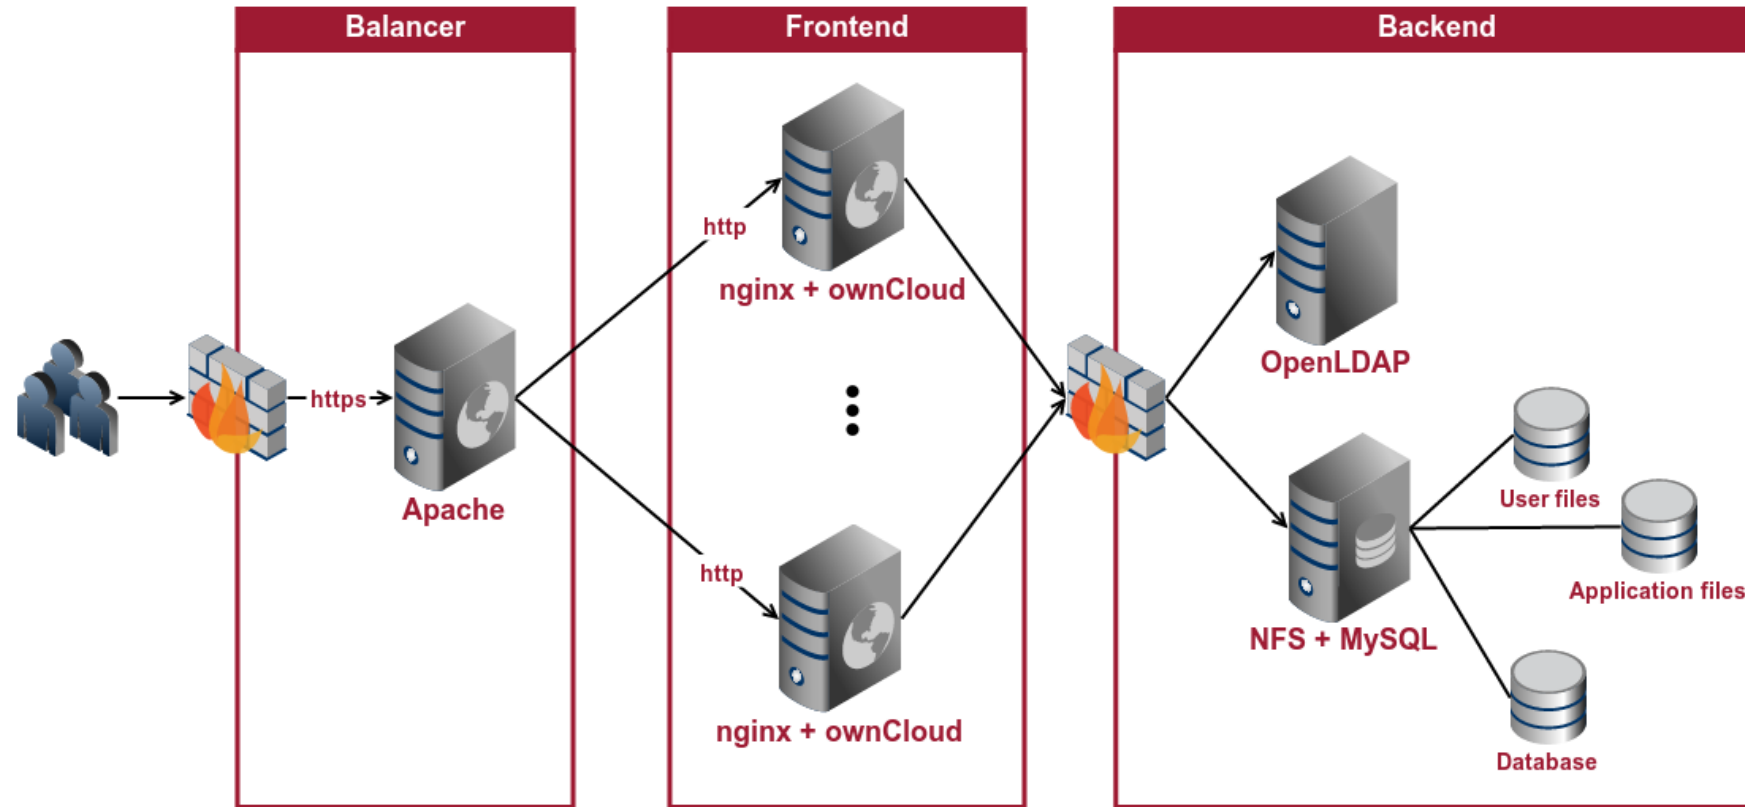 Balancer
Frontend
Backend
http
nginx + ownCloud
OpenLDAP
https
Apache
User files
http
Application files
NFS + MySQL
nginx + ownCloud
Database